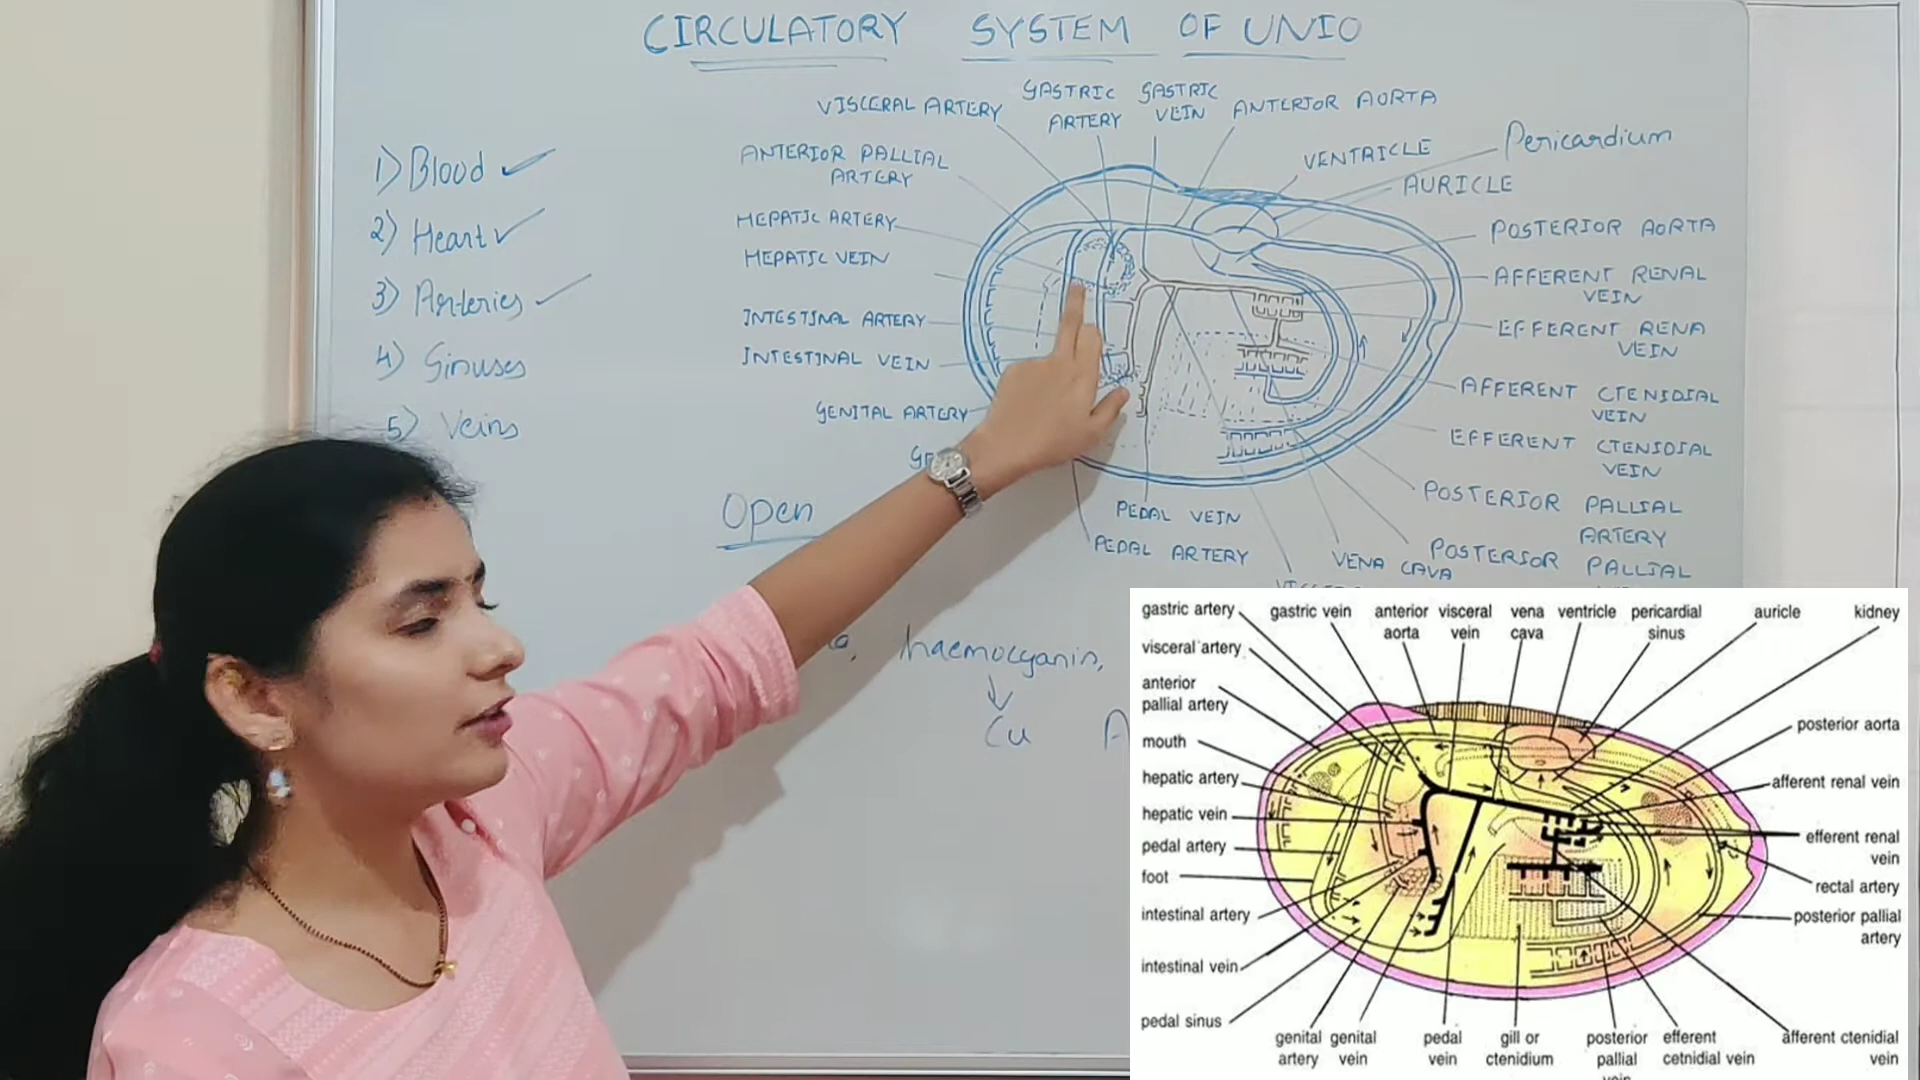 CIRCULATORY SYSTEM OF UNIO
1) Blood ✓
2) Heart ✓
3) Arteries ✓
4) Sinuses
5) Veins
VISCERAL ARTERY
GASTRIC
ARTERY
GASTRIC
VEIN
ANTERIOR AORTA
VENTRICLE
Pericardium
AURICLE
ANTERIOR PALLIAL
ARTERY
HEPATIC ARTERY
HEPATIC VEIN
INTESTINAL ARTERY
INTESTINAL VEIN
GENITAL ARTERY
POSTERIOR AORTA
AFFERENT RENAL
VEIN
EFFERENT RENA
VEIN
AFFERENT CTENIDIAL
VEIN
EFFERENT CTENIDIAL
VEIN
POSTERIOR PALLIAL
ARTERY
POSTERIOR PALLIAL
VENA CAVA
PEDAL VEIN
PEDAL ARTERY
Open
haemocyanin,
↓
Cu
A
gastric artery
gastric vein
anterior
aorta
visceral
vein
vena
cava
ventricle
pericardial
sinus
auricle
kidney
visceral artery
anterior
pallial artery
mouth
hepatic artery
hepatic vein
pedal artery
foot
intestinal artery
intestinal vein
pedal sinus
posterior aorta
afferent renal
vein
efferent renal
vein
rectal artery
posterior pallial
artery
genital
artery
genital
vein
pedal
vein
gill or
ctenidium
posterior
pallial
vein
efferent
cetnidial vein
afferent ctenidial
vein